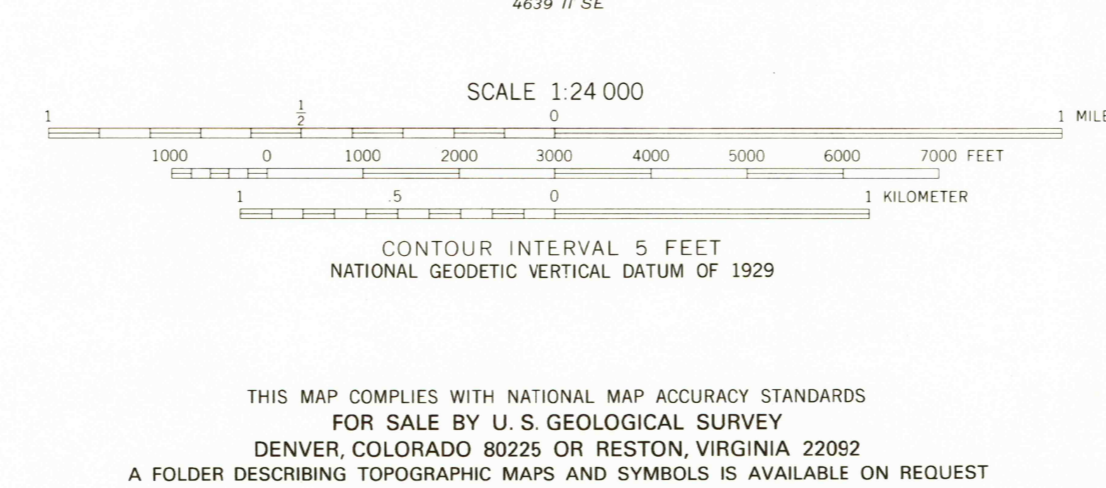 4639 II SE
SCALE 1:24 000
1 1/2 0 1 MILE
1000 0 1000 2000 3000 4000 5000 6000 7000 FEET
1 .5 0 1 KILOMETER
CONTOUR INTERVAL 5 FEET
NATIONAL GEODETIC VERTICAL DATUM OF 1929
THIS MAP COMPLIES WITH NATIONAL MAP ACCURACY STANDARDS
FOR SALE BY U. S. GEOLOGICAL SURVEY
DENVER, COLORADO 80225 OR RESTON, VIRGINIA 22092
A FOLDER DESCRIBING TOPOGRAPHIC MAPS AND SYMBOLS IS AVAILABLE ON REQUEST